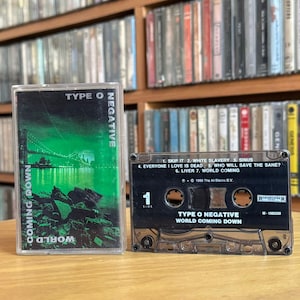 TYPE O NEGATIVE
WORLD COMING DOWN
1. SKIP IT 2. WHITE SLAVERY 3. SINUS
4. EVERYONE I LOVE IS DEAD 5. WHO WILL SAVE THE SANE?
6. LIVER 7. WORLD COMING
1
SIDE
TYPE O NEGATIVE
WORLD COMING DOWN